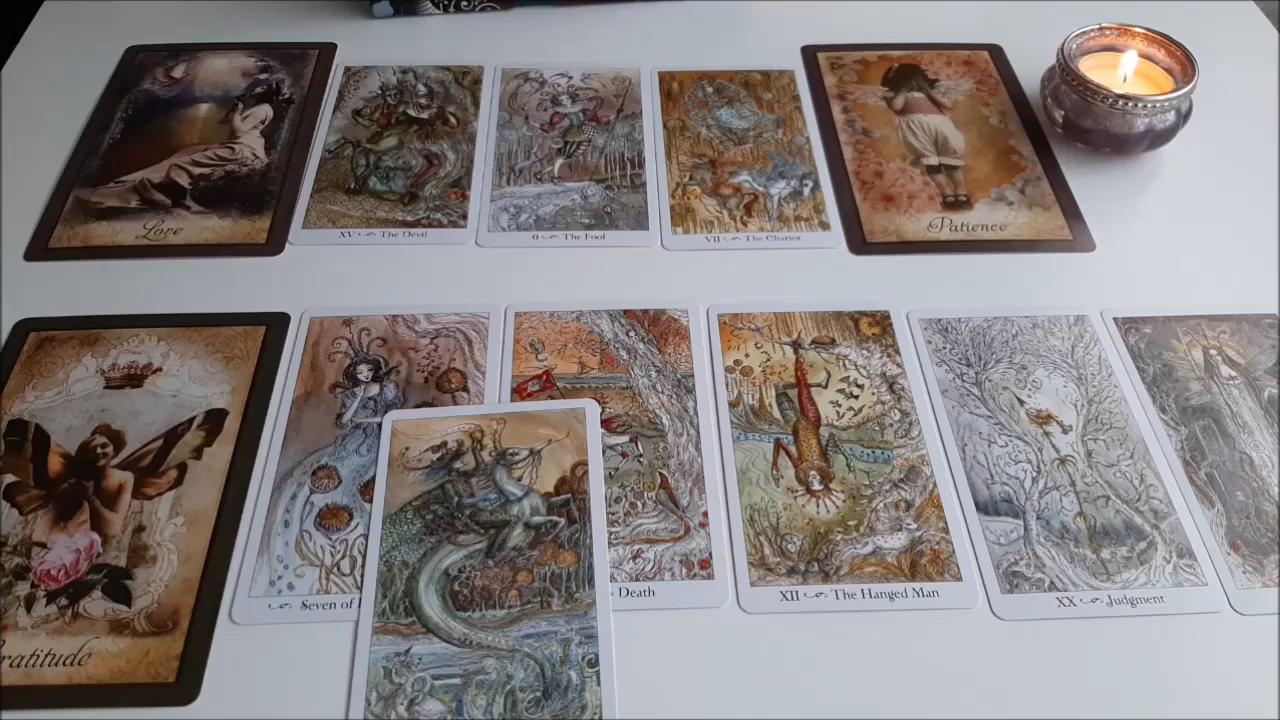 Love
XV The Devil
0 The Fool
VII The Chariot
Patience
ratitude
Seven of
Death
XII The Hanged Man
XX Judgment